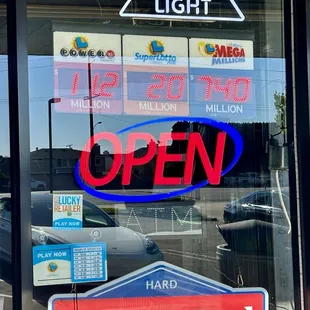 LIGHT
POWERBALL
SuperLotto
MEGA
MILLIONS
112
20
740
MILLION
MILLION
MILLION
OPEN
LUCKY
RETAILER
ATM
PLAY NOW
PLAY NOW
HARD